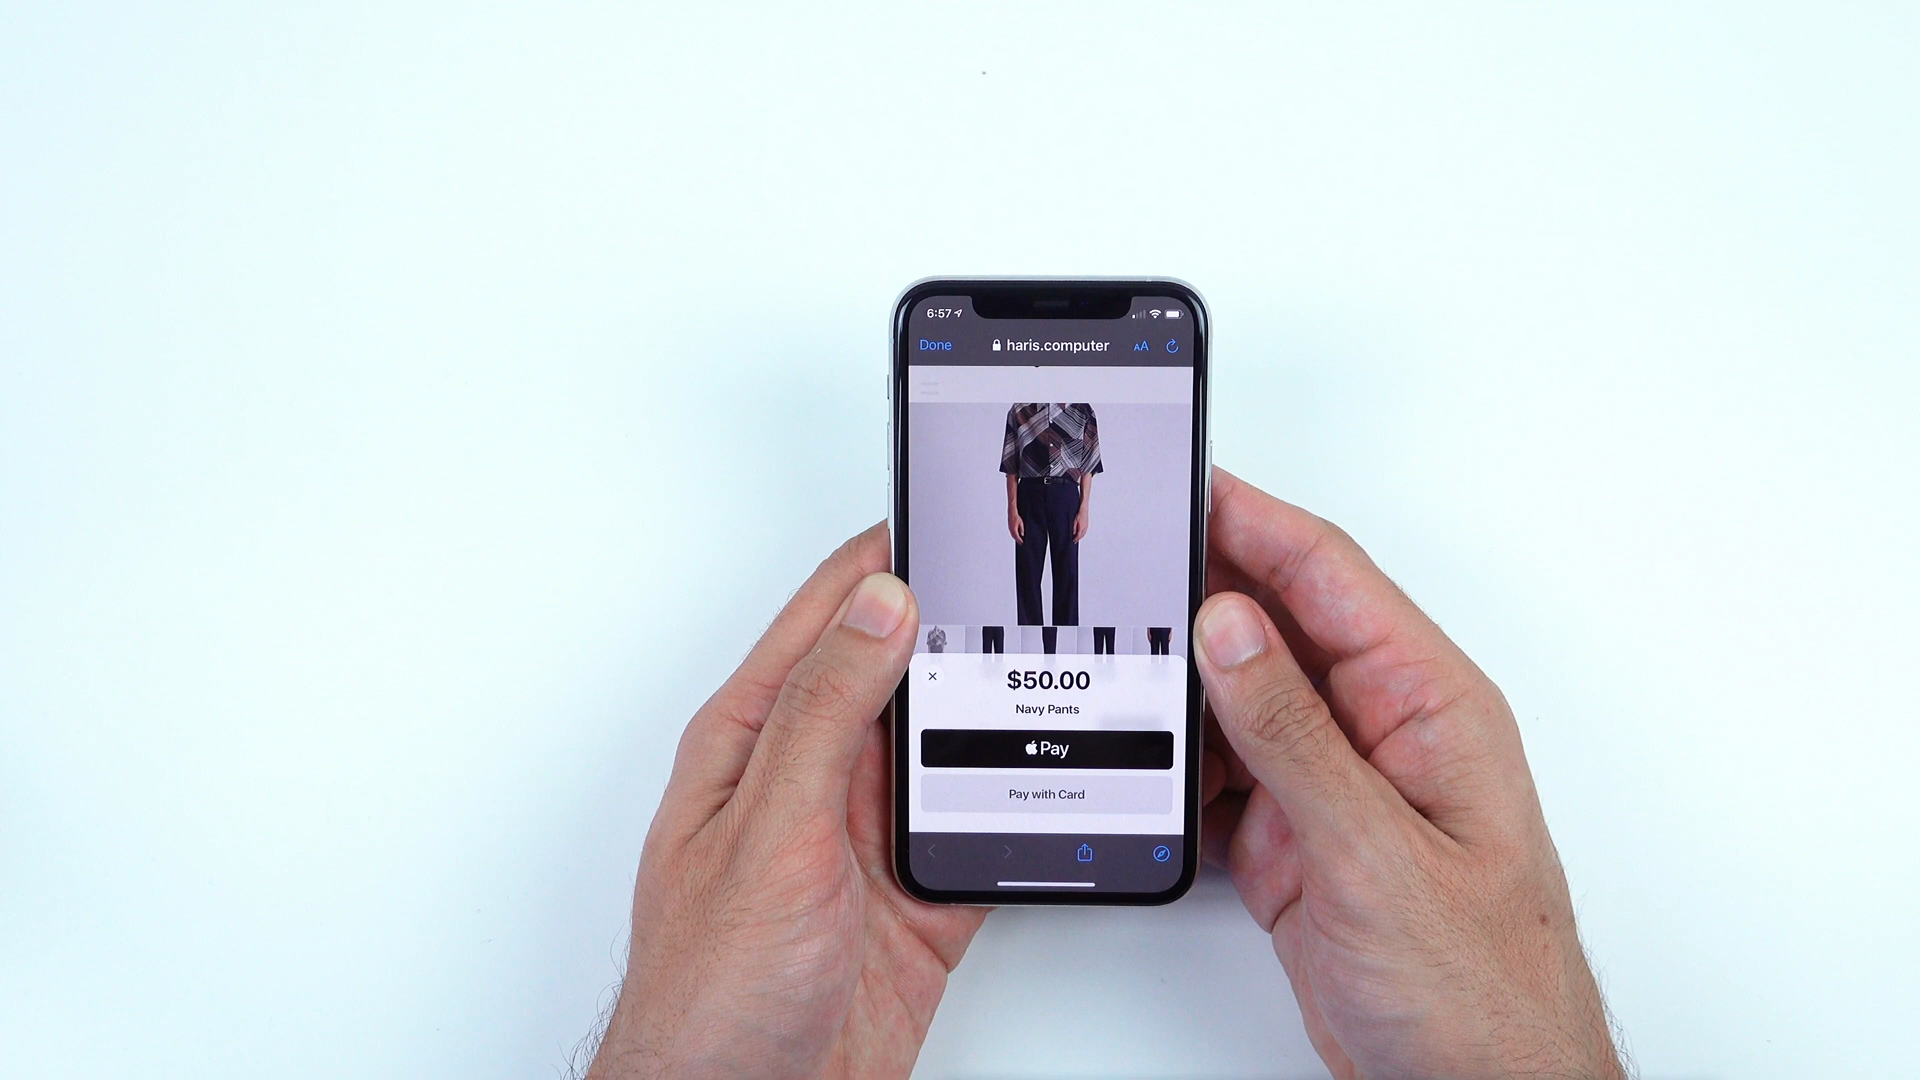 6:57
Done haris.computer AA
$50.00
Navy Pants
Pay
Pay with Card